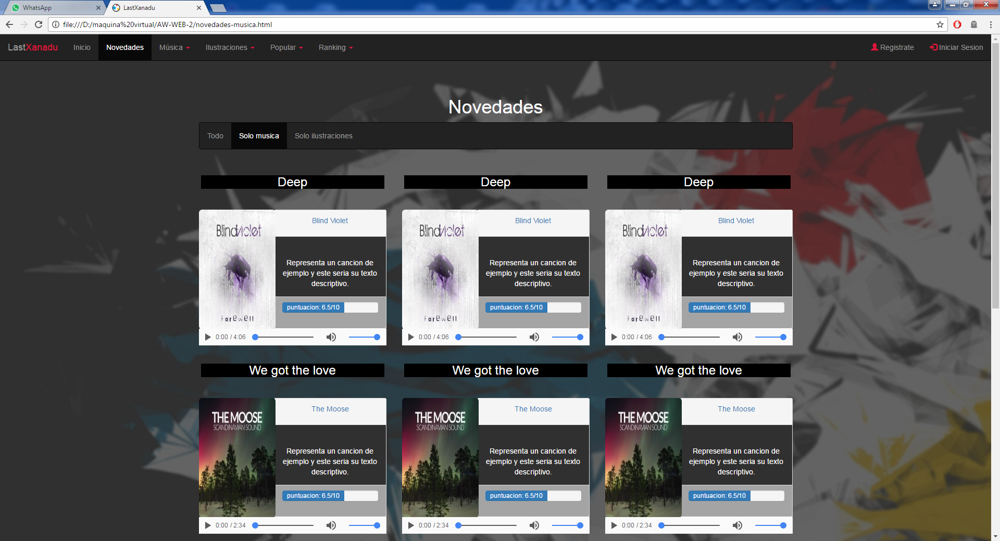 WhatsApp
LastXanadu
file:///D:/maquina%20virtual/AW-WEB-2/novedades-musica.html
LastXanadu Inicio Novedades Música Ilustraciones Popular Ranking Registrate Iniciar Sesion
Novedades
Todo Solo musica Solo ilustraciones
Deep Deep Deep
Blind Violet
Farewell
Blind Violet
Representa un cancion de
ejemplo y este seria su texto
descriptivo.
puntuacion: 6.5/10
0:00 / 4:06
Blind Violet
Farewell
Blind Violet
Representa un cancion de
ejemplo y este seria su texto
descriptivo.
puntuacion: 6.5/10
0:00 / 4:06
Blind Violet
Farewell
Blind Violet
Representa un cancion de
ejemplo y este seria su texto
descriptivo.
puntuacion: 6.5/10
0:00 / 4:06
We got the love We got the love We got the love
THE MOOSE
SCANDINAVIAN SOUND
The Moose
Representa un cancion de
ejemplo y este seria su texto
descriptivo.
puntuacion: 6.5/10
0:00 / 2:34
THE MOOSE
SCANDINAVIAN SOUND
The Moose
Representa un cancion de
ejemplo y este seria su texto
descriptivo.
puntuacion: 6.5/10
0:00 / 2:34
THE MOOSE
SCANDINAVIAN SOUND
The Moose
Representa un cancion de
ejemplo y este seria su texto
descriptivo.
puntuacion: 6.5/10
0:00 / 2:34